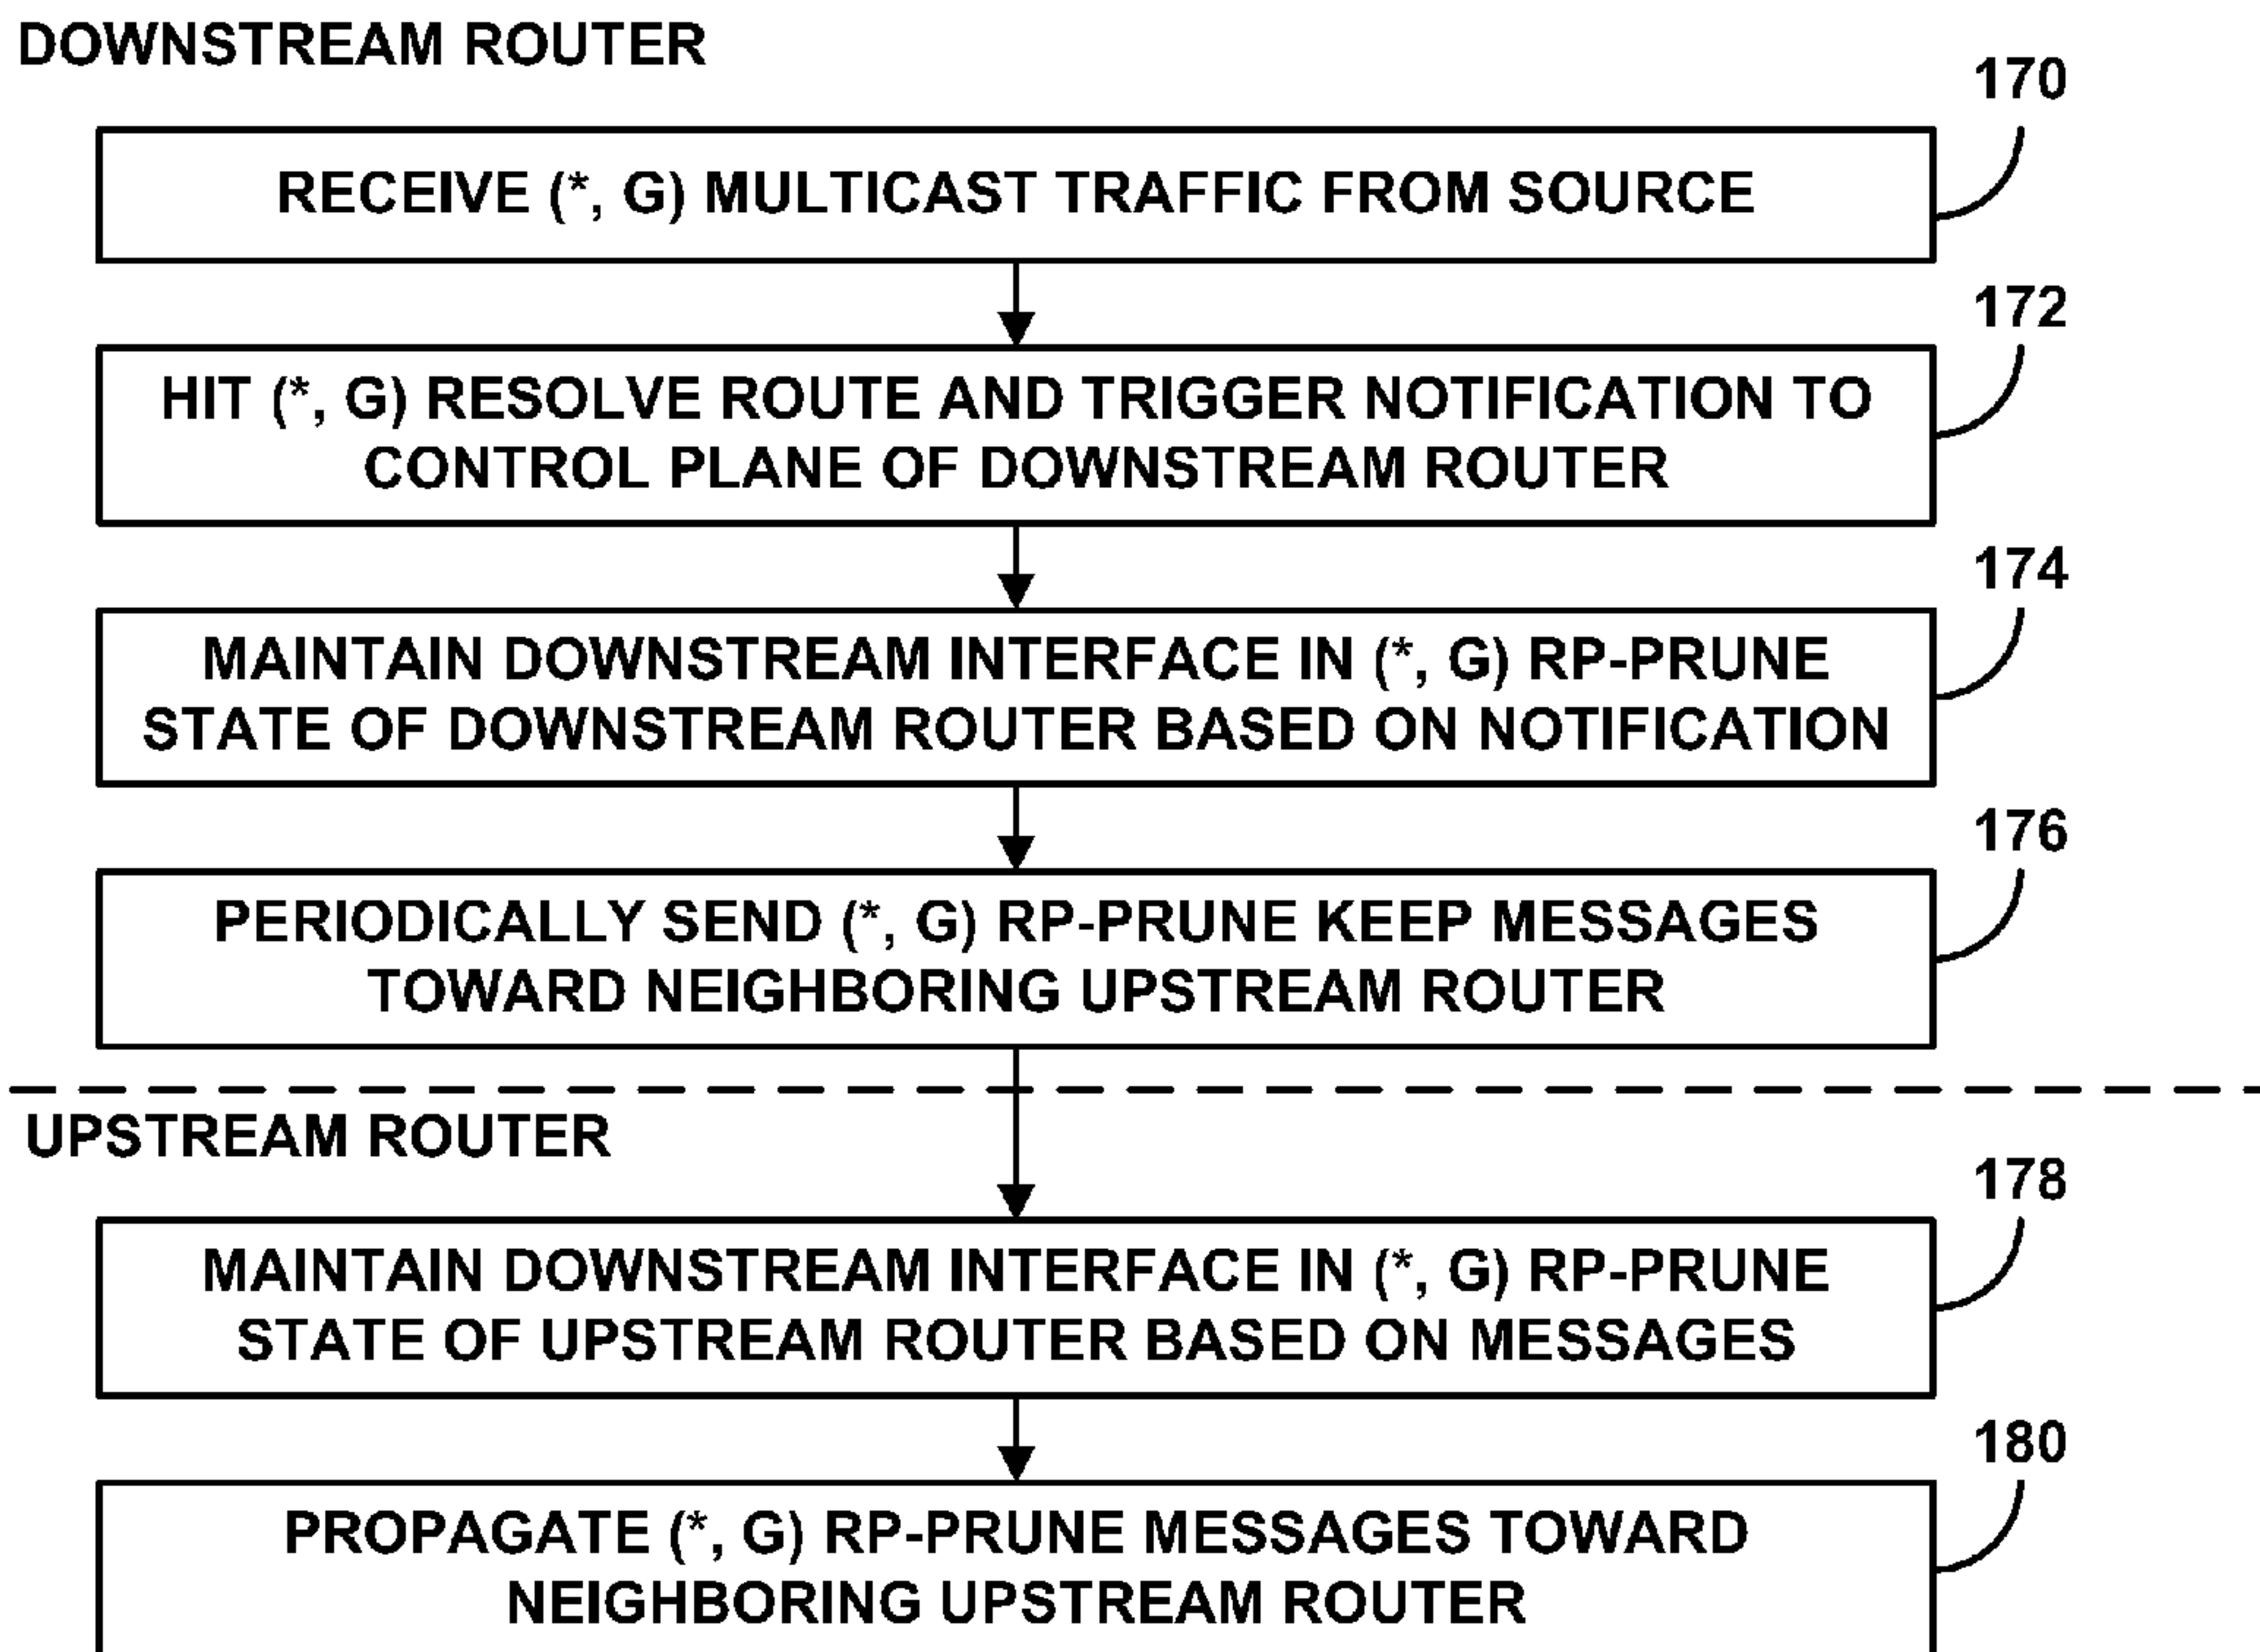 DOWNSTREAM ROUTER
170
RECEIVE (*, G) MULTICAST TRAFFIC FROM SOURCE
172
HIT (*, G) RESOLVE ROUTE AND TRIGGER NOTIFICATION TO
CONTROL PLANE OF DOWNSTREAM ROUTER
174
MAINTAIN DOWNSTREAM INTERFACE IN (*, G) RP-PRUNE
STATE OF DOWNSTREAM ROUTER BASED ON NOTIFICATION
176
PERIODICALLY SEND (*, G) RP-PRUNE KEEP MESSAGES
TOWARD NEIGHBORING UPSTREAM ROUTER
UPSTREAM ROUTER
178
MAINTAIN DOWNSTREAM INTERFACE IN (*, G) RP-PRUNE
STATE OF UPSTREAM ROUTER BASED ON MESSAGES
180
PROPAGATE (*, G) RP-PRUNE MESSAGES TOWARD
NEIGHBORING UPSTREAM ROUTER